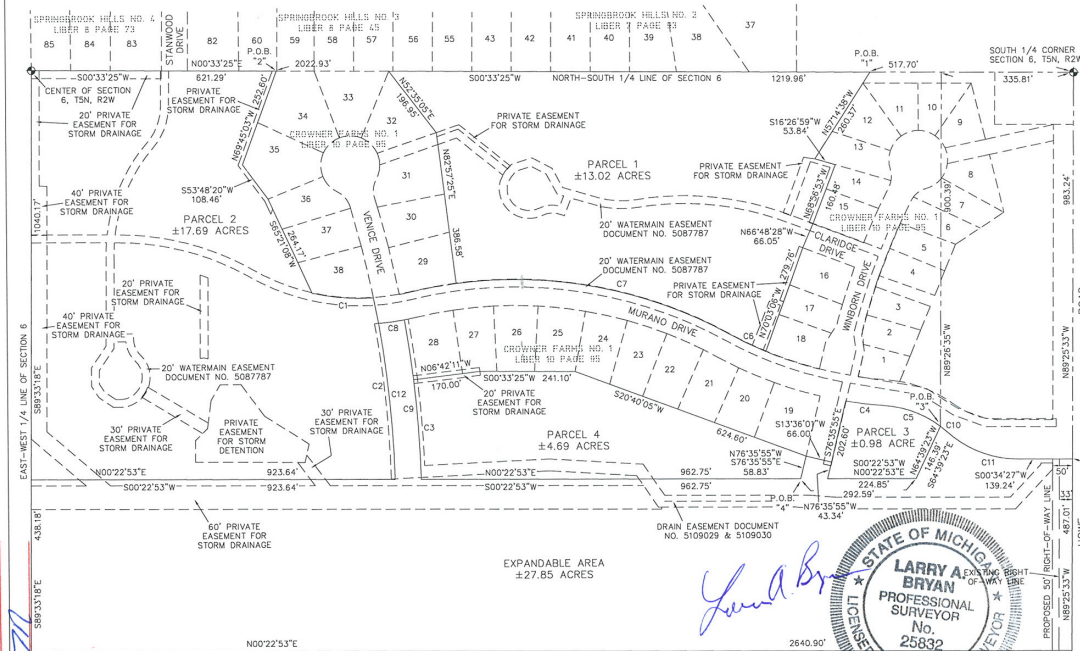 SPRINGBROOK HILLS NO. 4
LIBER 8 PAGE 73
85
84
83
STANWOOD
DRIVE
82
60
P.O.B.
"2"
SPRINGBROOK HILLS NO. 3
LIBER 8 PAGE 45
59
58
57
56
55
43
42
41
40
39
38
37
SPRINGBROOK HILLS NO. 2
LIBER 7 PAGE 93
P.O.B.
"1"
SOUTH 1/4 CORNER
SECTION 6, T5N, R2W
N00°33'25"E
2022.93'
517.70'
S00°33'25"W
621.29'
S00°33'25"W
NORTH-SOUTH 1/4 LINE OF SECTION 6
1219.96'
335.81'
CENTER OF SECTION
6, T5N, R2W
20' PRIVATE
EASEMENT FOR
STORM DRAINAGE
PRIVATE
EASEMENT FOR
STORM DRAINAGE
N69°45'03"W
252.60'
33
34
32
35
CROWNER FARMS NO. 1
LIBER 10 PAGE 95
N52°35'05"E
196.95'
PRIVATE EASEMENT
FOR STORM DRAINAGE
N82°57'25"E
386.58'
31
30
29
36
37
38
VENICE DRIVE
S53°48'20"W
108.46'
S65°21'08"W
264.17'
40' PRIVATE
EASEMENT FOR
STORM DRAINAGE
1040.17'
PARCEL 2
±17.69 ACRES
PARCEL 1
±13.02 ACRES
S16°26'59"W
53.84'
N57°14'38"W
260.37'
11
10
9
12
13
14
15
8
7
6
5
4
3
2
1
PRIVATE EASEMENT
FOR STORM DRAINAGE
N68°56'53"W
160.48'
CROWNER FARMS NO. 1
LIBER 10 PAGE 95
900.39'
983.24'
N66°48'28"W
66.05'
CLARIDGE
DRIVE
20' WATERMAIN EASEMENT
DOCUMENT NO. 5087787
20' WATERMAIN EASEMENT
DOCUMENT NO. 5087787
PRIVATE EASEMENT
FOR STORM DRAINAGE
N70°03'06"W
279.76'
16
17
18
WINBORN DRIVE
C7
C6
C1
MURANO DRIVE
20' PRIVATE
EASEMENT FOR
STORM DRAINAGE
40' PRIVATE
EASEMENT FOR
STORM DRAINAGE
20' WATERMAIN EASEMENT
DOCUMENT NO. 5087787
EAST-WEST 1/4 LINE OF SECTION 6
S89°33'18"E
C8
28
27
26
25
24
23
22
21
20
19
CROWNER FARMS NO. 1
LIBER 10 PAGE 95
N06°42'11"W
170.00'
S00°33'25"W
241.10'
20' PRIVATE
EASEMENT FOR
STORM DRAINAGE
C2
C12
C9
C3
S20°40'05"W
624.60'
S13°36'01"W
66.00'
S76°35'55"E
202.60'
N89°26'35"W
N89°25'33"W
P.O.B.
"3"
C4
C5
C10
PARCEL 3
±0.98 ACRE
N64°39'23"W
146.39'
S64°39'23"E
C11
S00°34'27"W
139.24'
30' PRIVATE
EASEMENT FOR
STORM DRAINAGE
PRIVATE
EASEMENT
FOR STORM
DETENTION
30' PRIVATE
EASEMENT FOR
STORM DRAINAGE
PARCEL 4
±4.69 ACRES
N76°35'55"W
S76°35'55"E
58.83'
S00°22'53"W
N00°22'53"E
224.85'
292.59'
N00°22'53"E
923.64'
S00°22'53"W
923.64'
N00°22'53"E
962.75'
S00°22'53"W
962.75'
P.O.B.
"4"
N76°35'55"W
43.34'
50'
33'
438.18'
S89°33'18"E
60' PRIVATE
EASEMENT FOR
STORM DRAINAGE
DRAIN EASEMENT DOCUMENT
NO. 5109029 & 5109030
EXPANDABLE AREA
±27.85 ACRES
PROPOSED 50' RIGHT-OF-WAY LINE
487.01'
N89°25'33"W
EXISTING RIGHT
OF-WAY LINE
STATE OF MICHIGAN
LARRY A.
BRYAN
PROFESSIONAL
SURVEYOR
No.
25832
N00°22'53"E
2640.90'